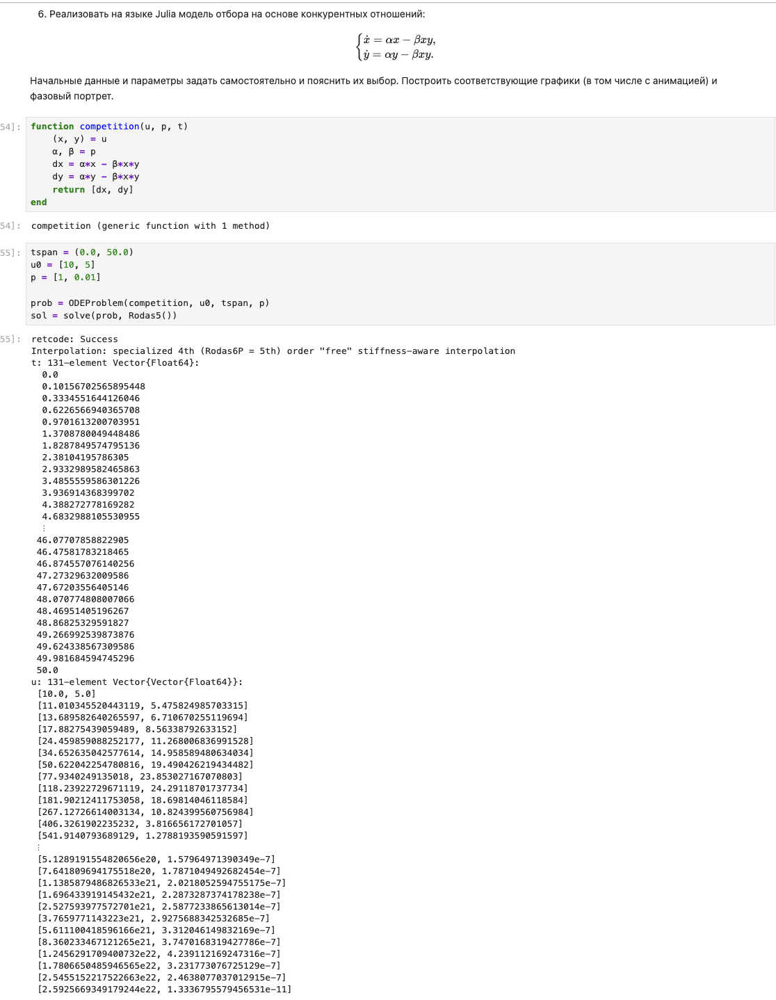 6. Реализовать на языке Julia модель отбора на основе конкурентных отношений:
{ẋ = αx − βxy,
ẏ = αy − βxy.
Начальные данные и параметры задать самостоятельно и пояснить их выбор. Построить соответствующие графики (в том числе с анимацией) и
фазовый портрет.
54]: function competition(u, p, t)
(x, y) = u
α, β = p
dx = α*x - β*x*y
dy = α*y - β*x*y
return [dx, dy]
end
54]: competition (generic function with 1 method)
55]: tspan = (0.0, 50.0)
u0 = [10, 5]
p = [1, 0.01]
prob = ODEProblem(competition, u0, tspan, p)
sol = solve(prob, Rodas5())
55]: retcode: Success
Interpolation: specialized 4th (Rodas6P = 5th) order "free" stiffness-aware interpolation
t: 131-element Vector{Float64}:
0.0
0.10156702565895448
0.3334551644126046
0.6226566940365708
0.9701613200703951
1.3708780049448486
1.8287849574795136
2.38104195786305
2.9332989582465863
3.4855559586301226
3.936914368399702
4.388272778169282
4.6832988105530955
⋮
46.07707858822905
46.47581783218465
46.874557076140256
47.27329632009586
47.67203556405146
48.070774808007066
48.46951405196267
48.86825329591827
49.266992539873876
49.624338567309586
49.981684594745296
50.0
u: 131-element Vector{Vector{Float64}}:
[10.0, 5.0]
[11.010345520443119, 5.475824985703315]
[13.689582640265597, 6.710670255119694]
[17.88275439059489, 8.56338792633152]
[24.459859088252177, 11.268006836991528]
[34.652635042577614, 14.958589480634034]
[50.622042254780816, 19.490426219434482]
[77.9340249135018, 23.853027167070803]
[118.23922729671119, 24.29118701737734]
[181.90212411753058, 18.69814046118584]
[267.12726614003134, 10.824399560756984]
[406.3261902235232, 3.816656172701057]
[541.9140793689129, 1.2788193590591597]
⋮
[5.1289191554820656e20, 1.57964971390349e-7]
[7.641809694175518e20, 1.7871049492682454e-7]
[1.1385879486826533e21, 2.0218052594755175e-7]
[1.696433919145432e21, 2.2873287374178238e-7]
[2.527593977572701e21, 2.5877233865613014e-7]
[3.7659771143223e21, 2.9275688342532685e-7]
[5.611100418596166e21, 3.312046149832169e-7]
[8.360233467121265e21, 3.7470168319427786e-7]
[1.2456291709400732e22, 4.239112169247316e-7]
[1.7806650485946565e22, 3.231773076725129e-7]
[2.5455152217522663e22, 2.4638077037012915e-7]
[2.5925669349179244e22, 1.3336795579456531e-11]